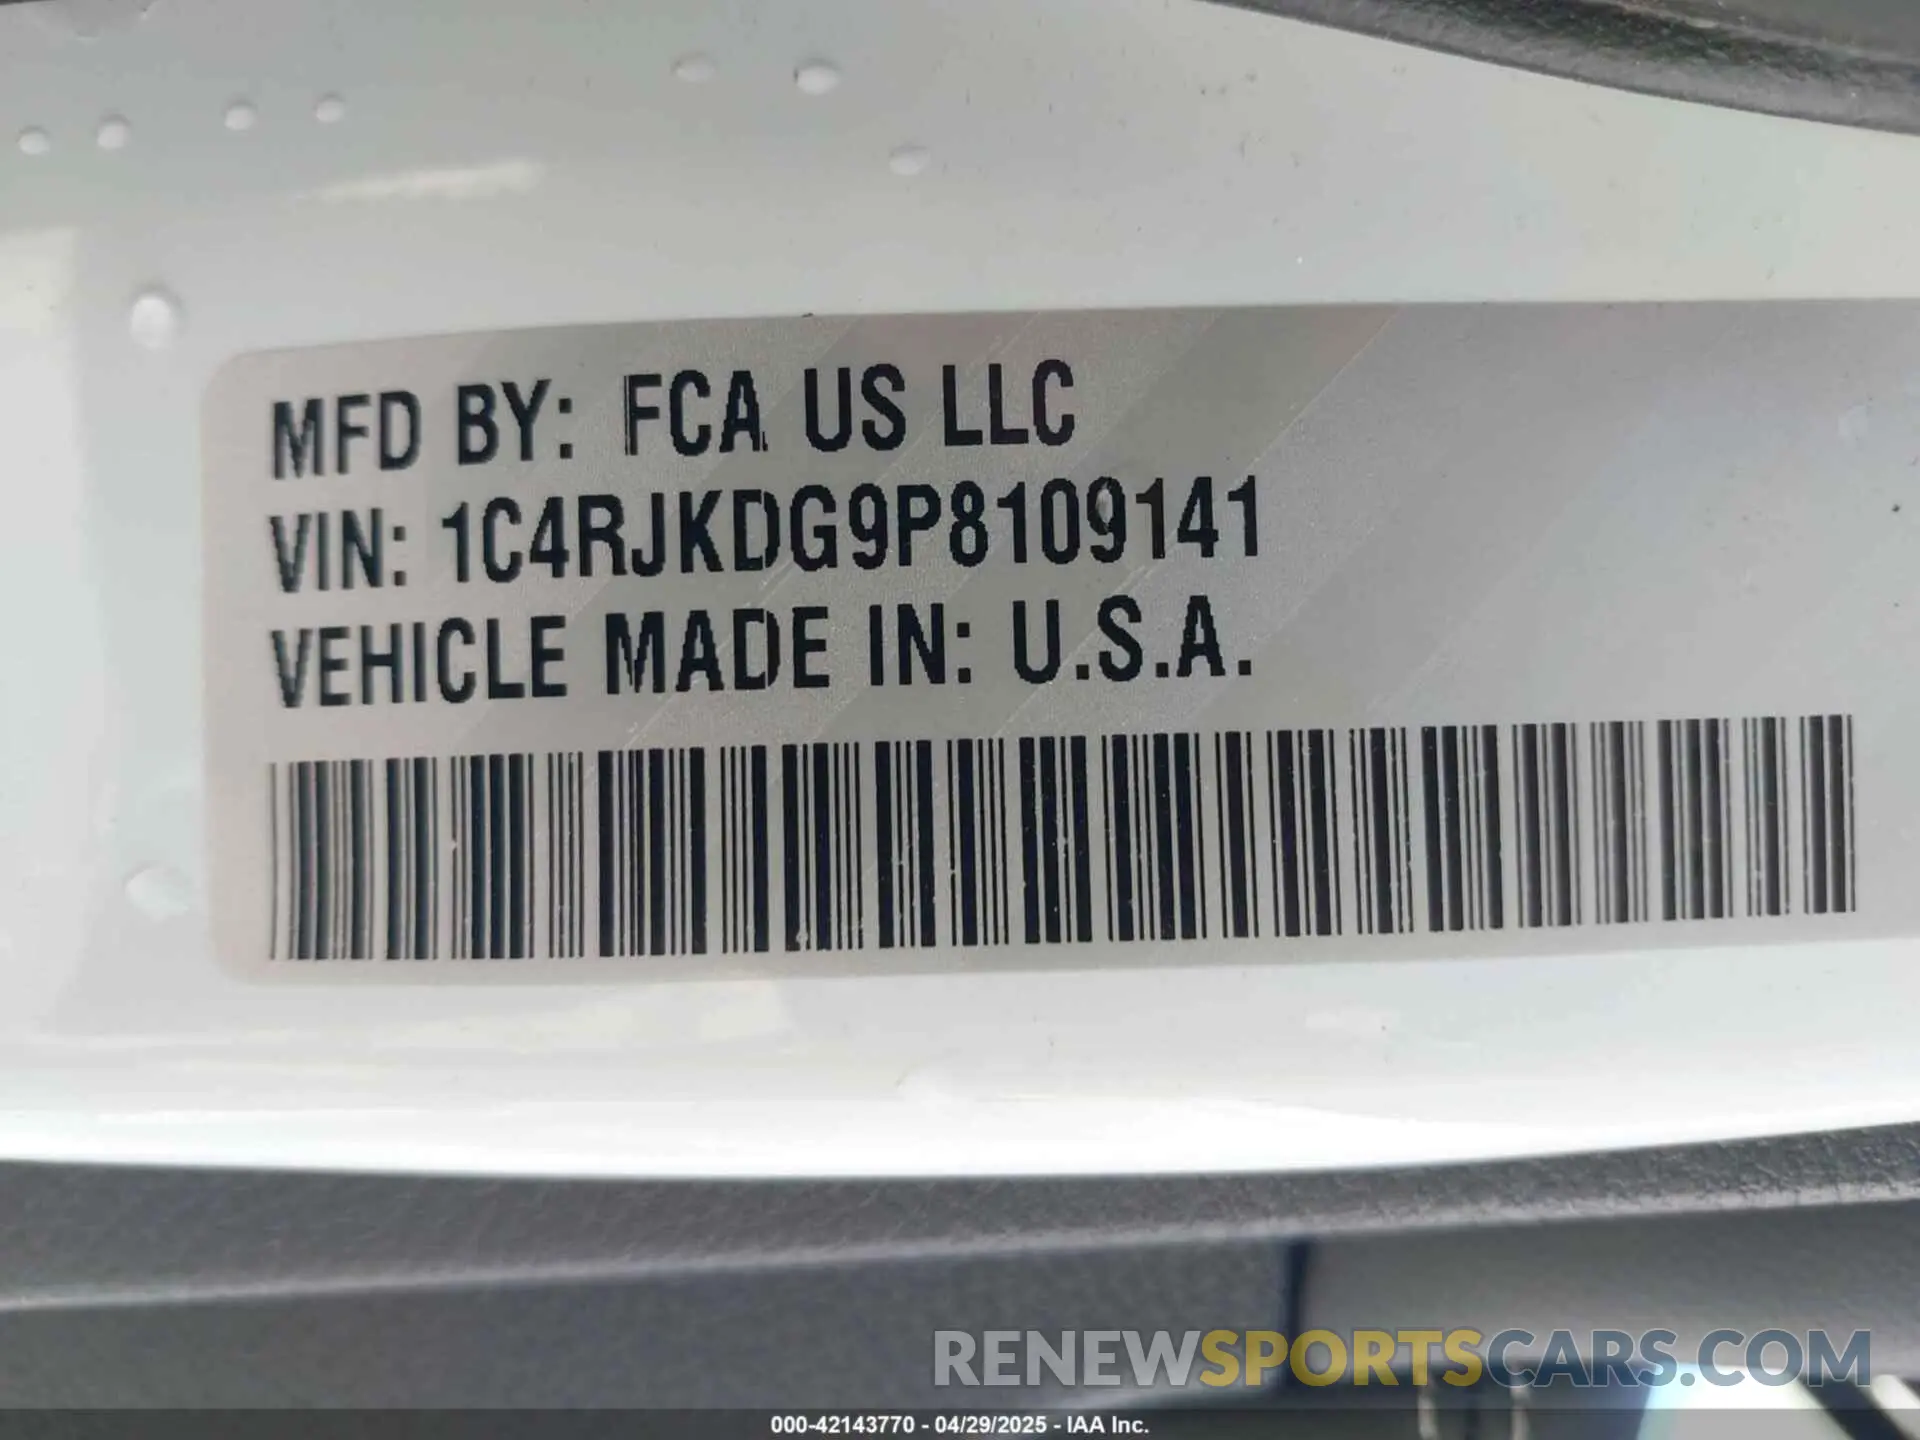 MFD BY: FCA US LLC
VIN: 1C4RJKDG9P8109141
VEHICLE MADE IN: U.S.A.
RENEWSPORTSCARS.COM
000-42143770 - 04/29/2025 - IAA Inc.